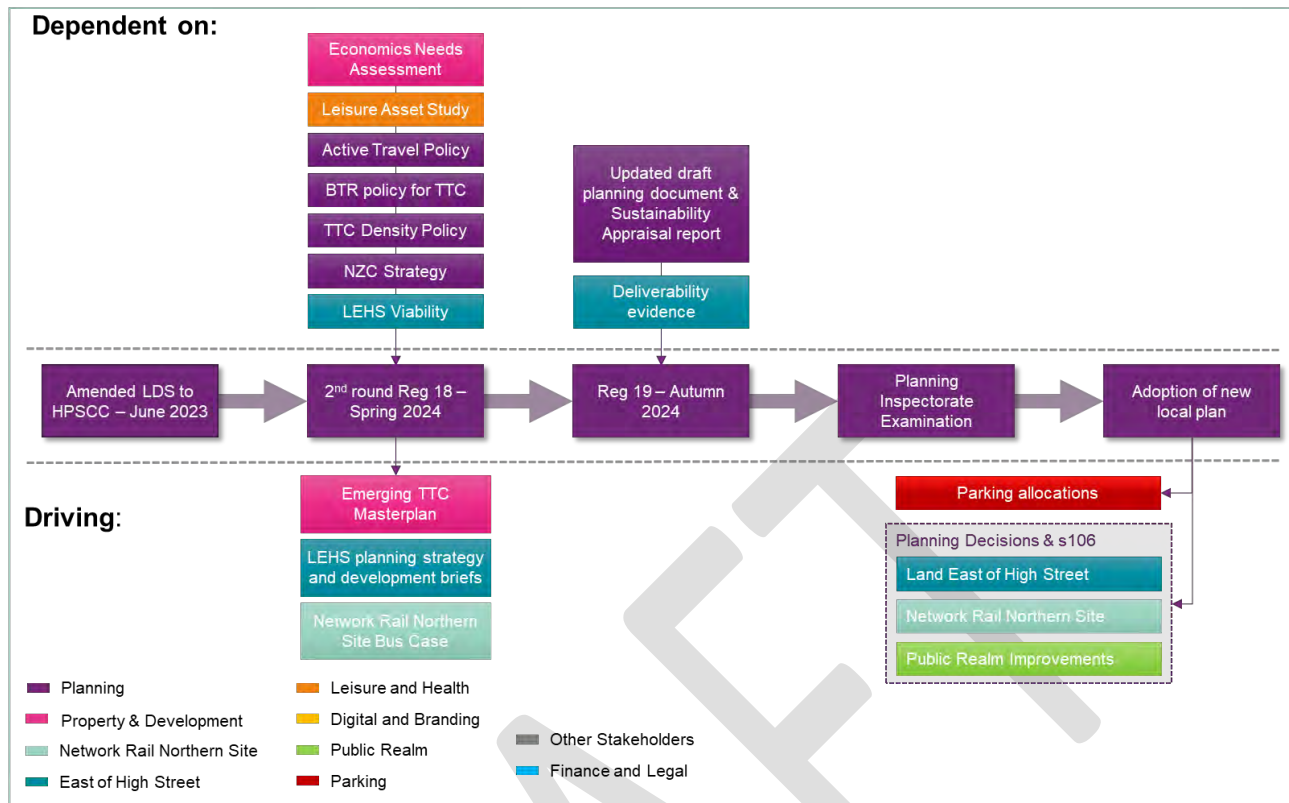 Dependent on:
Economics Needs
Assessment
Leisure Asset Study
Active Travel Policy
BTR policy for TTC
TTC Density Policy
NZC Strategy
LEHS Viability
Updated draft
planning document &
Sustainability
Appraisal report
Deliverability
evidence
Amended LDS to
HPSCC – June 2023
2nd round Reg 18 –
Spring 2024
Reg 19 – Autumn
2024
Planning
Inspectorate
Examination
Adoption of new
local plan
Driving:
Emerging TTC
Masterplan
LEHS planning strategy
and development briefs
Network Rail Northern
Site Bus Case
Parking allocations
Planning Decisions & s106
Land East of High Street
Network Rail Northern Site
Public Realm Improvements
Planning
Property & Development
Network Rail Northern Site
East of High Street
Leisure and Health
Digital and Branding
Public Realm
Parking
Other Stakeholders
Finance and Legal